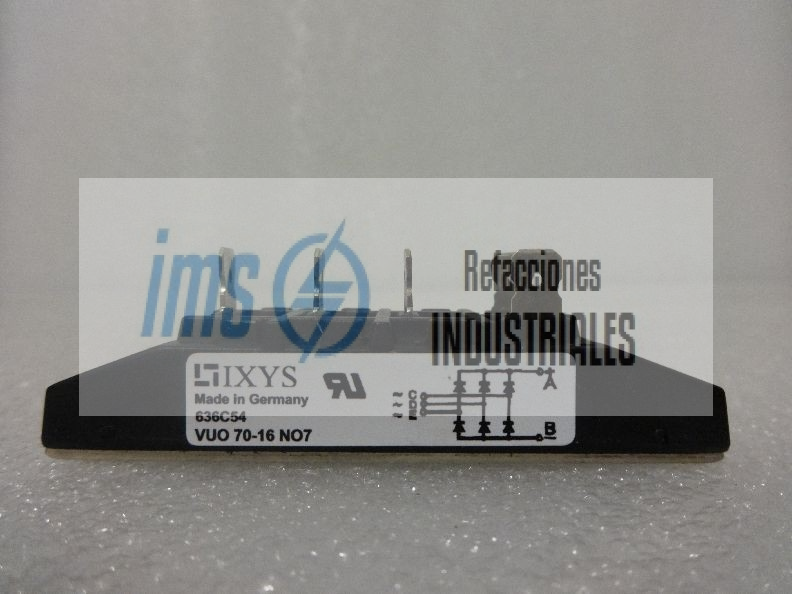 ims
Refacciones
INDUSTRIALES
IXYS
Made in Germany
636C54
VUO 70-16 NO7
A
B